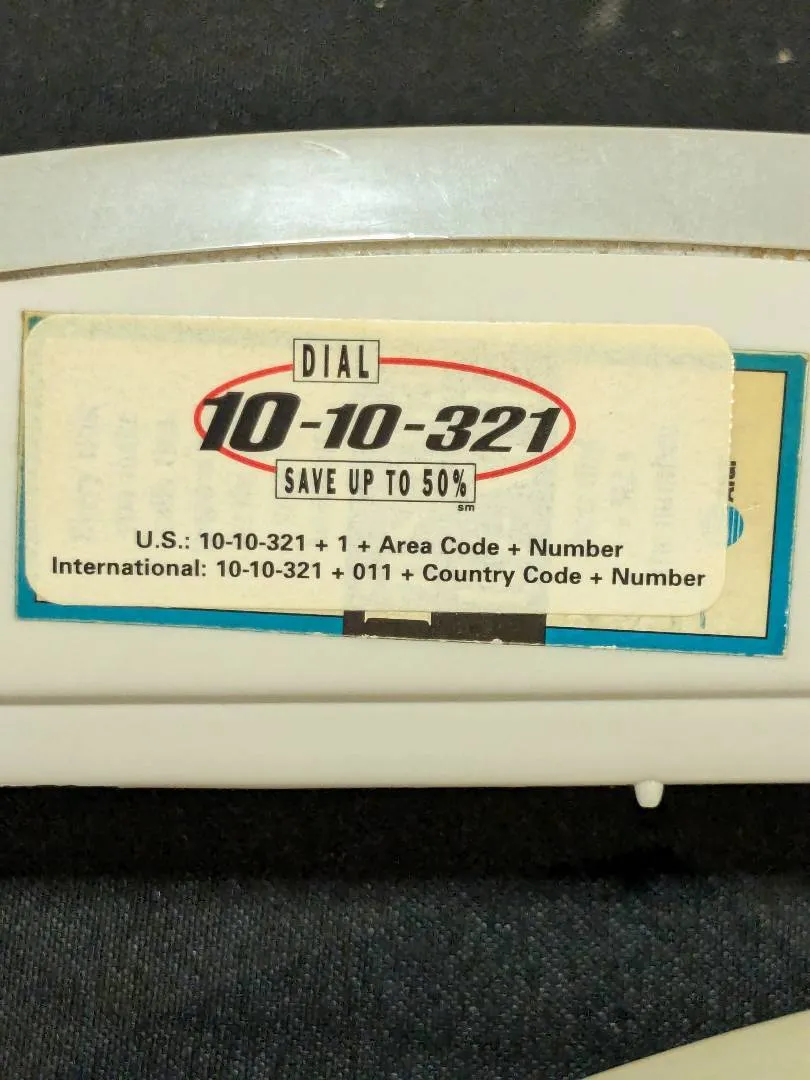 DIAL
10-10-321
SAVE UP TO 50%
sm
U.S.: 10-10-321 + 1 + Area Code + Number
International: 10-10-321 + 011 + Country Code + Number